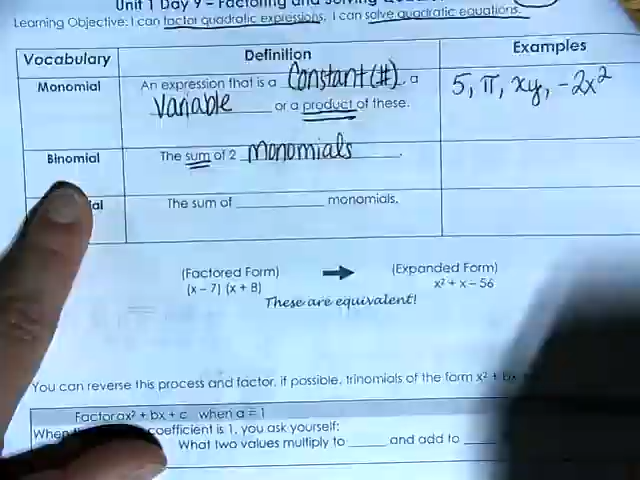 Unit 1 Day 9 – Factoring and Solving Quadratic
Learning Objective: I can factor quadratic expressions. I can solve quadratic equations.
Vocabulary Definition Examples
Monomial An expression that is a Constant(#), a variable or a product of these. 5, π, xy, -2x²
Binomial The sum of 2 monomials.
The sum of ________ monomials.
(Factored Form) → (Expanded Form)
(x – 7) (x + 8) x² + x – 56
These are equivalent!
You can reverse this process and factor, if possible, trinomials of the form x² +
Factor ax² + bx + c when a = 1
coefficient is 1, you ask yourself:
What two values multiply to _____ and add to _____